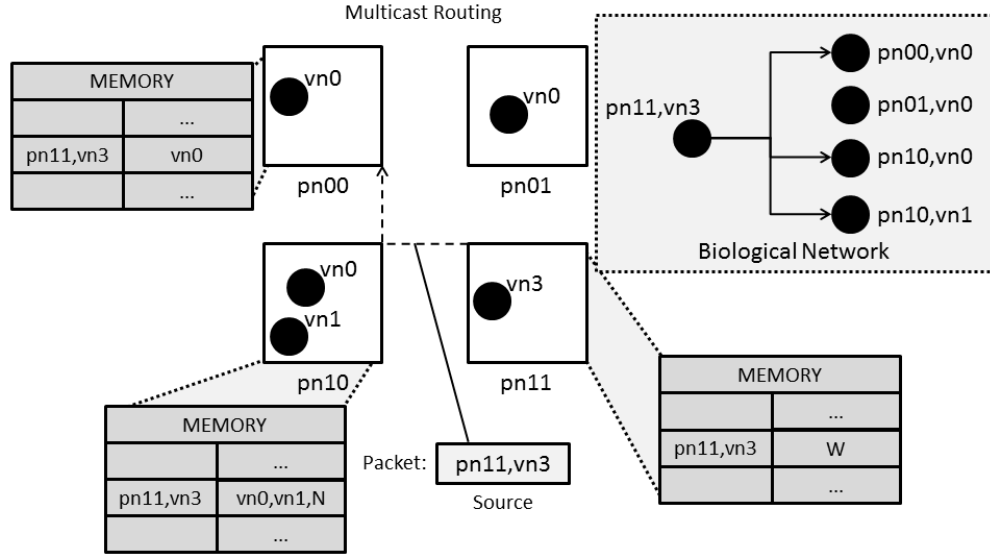 Multicast Routing
MEMORY
...
pn11,vn3 vn0
...
vn0
pn00
vn0
pn01
pn11,vn3
pn00,vn0
pn01,vn0
pn10,vn0
pn10,vn1
Biological Network
vn0
vn1
pn10
vn3
pn11
MEMORY
...
pn11,vn3 vn0,vn1,N
...
Packet: pn11,vn3
Source
MEMORY
...
pn11,vn3 W
...